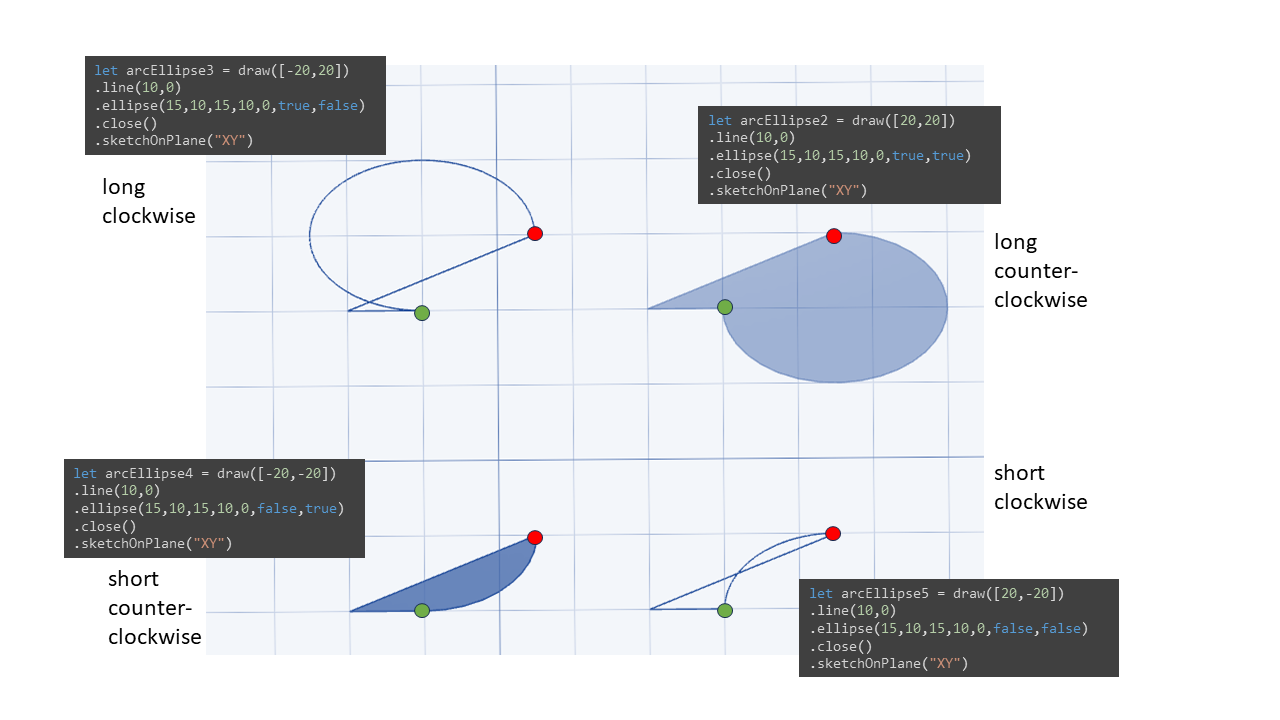 let arcEllipse3 = draw([-20,20])
.line(10,0)
.ellipse(15,10,15,10,0,true,false)
.close()
.sketchOnPlane("XY")
long
clockwise
let arcEllipse2 = draw([20,20])
.line(10,0)
.ellipse(15,10,15,10,0,true,true)
.close()
.sketchOnPlane("XY")
long
counter-
clockwise
let arcEllipse4 = draw([-20,-20])
.line(10,0)
.ellipse(15,10,15,10,0,false,true)
.close()
.sketchOnPlane("XY")
short
counter-
clockwise
short
clockwise
let arcEllipse5 = draw([20,-20])
.line(10,0)
.ellipse(15,10,15,10,0,false,false)
.close()
.sketchOnPlane("XY")